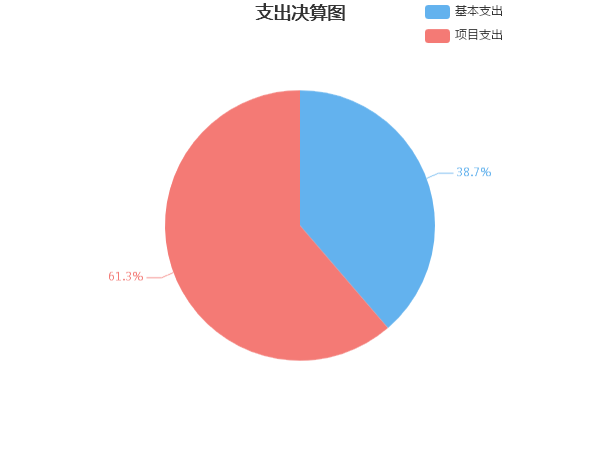 支出决算图
基本支出
项目支出
38.7%
61.3%